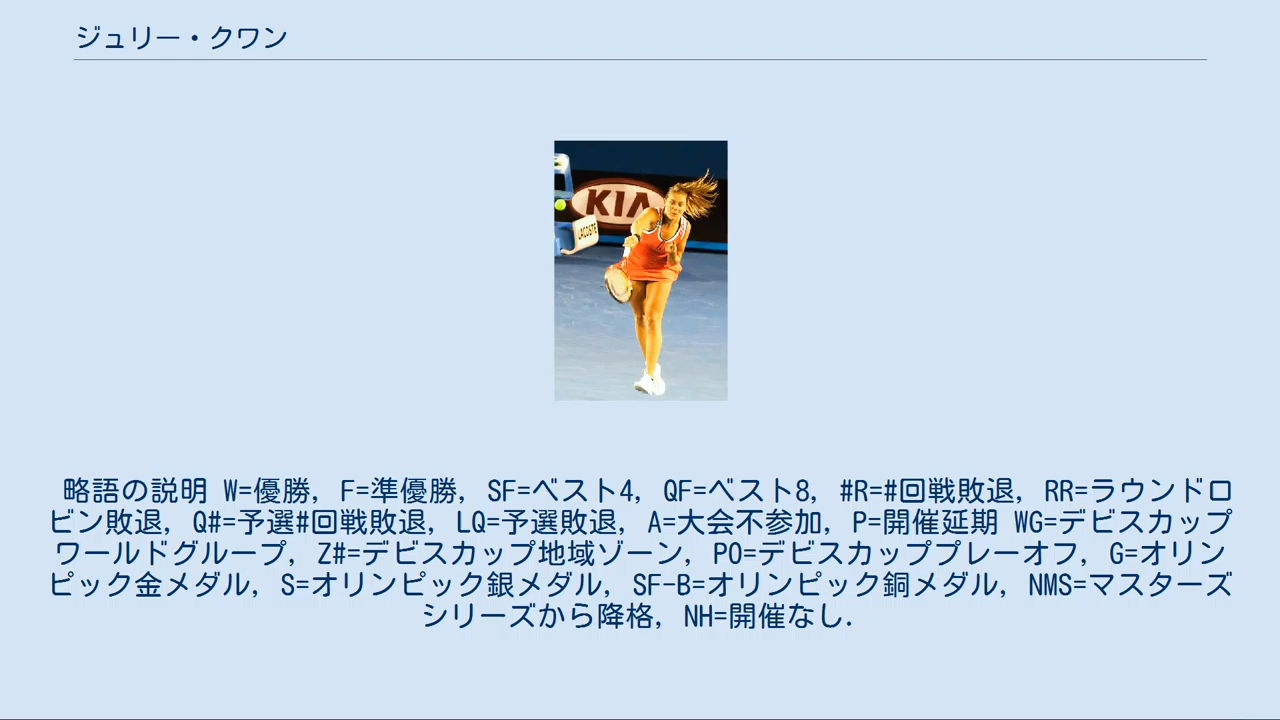 ジュリー・クワン
KIA
LACOSTE
略語の説明 W=優勝, F=準優勝, SF=ベスト4, QF=ベスト8, #R=#回戦敗退, RR=ラウンドロ
ビン敗退, Q#=予選#回戦敗退, LQ=予選敗退, A=大会不参加, P=開催延期 WG=デビスカップ
ワールドグループ, Z#=デビスカップ地域ゾーン, PO=デビスカッププレーオフ, G=オリン
ピック金メダル, S=オリンピック銀メダル, SF-B=オリンピック銅メダル, NMS=マスターズ
シリーズから降格, NH=開催なし.